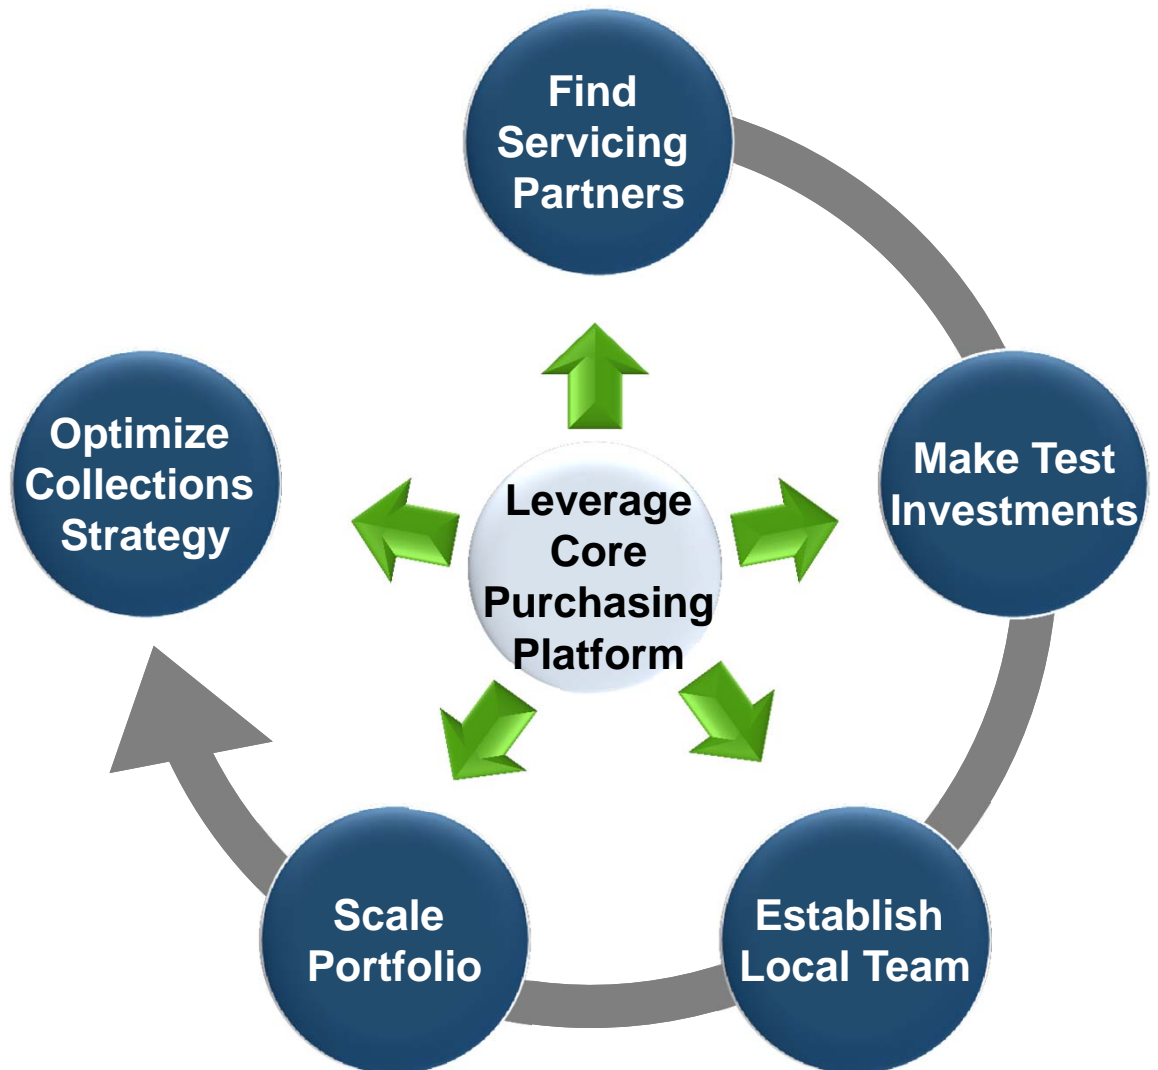 Find
Servicing
Partners
Make Test
Investments
Establish
Local Team
Scale
Portfolio
Optimize
Collections
Strategy
Leverage
Core
Purchasing
Platform